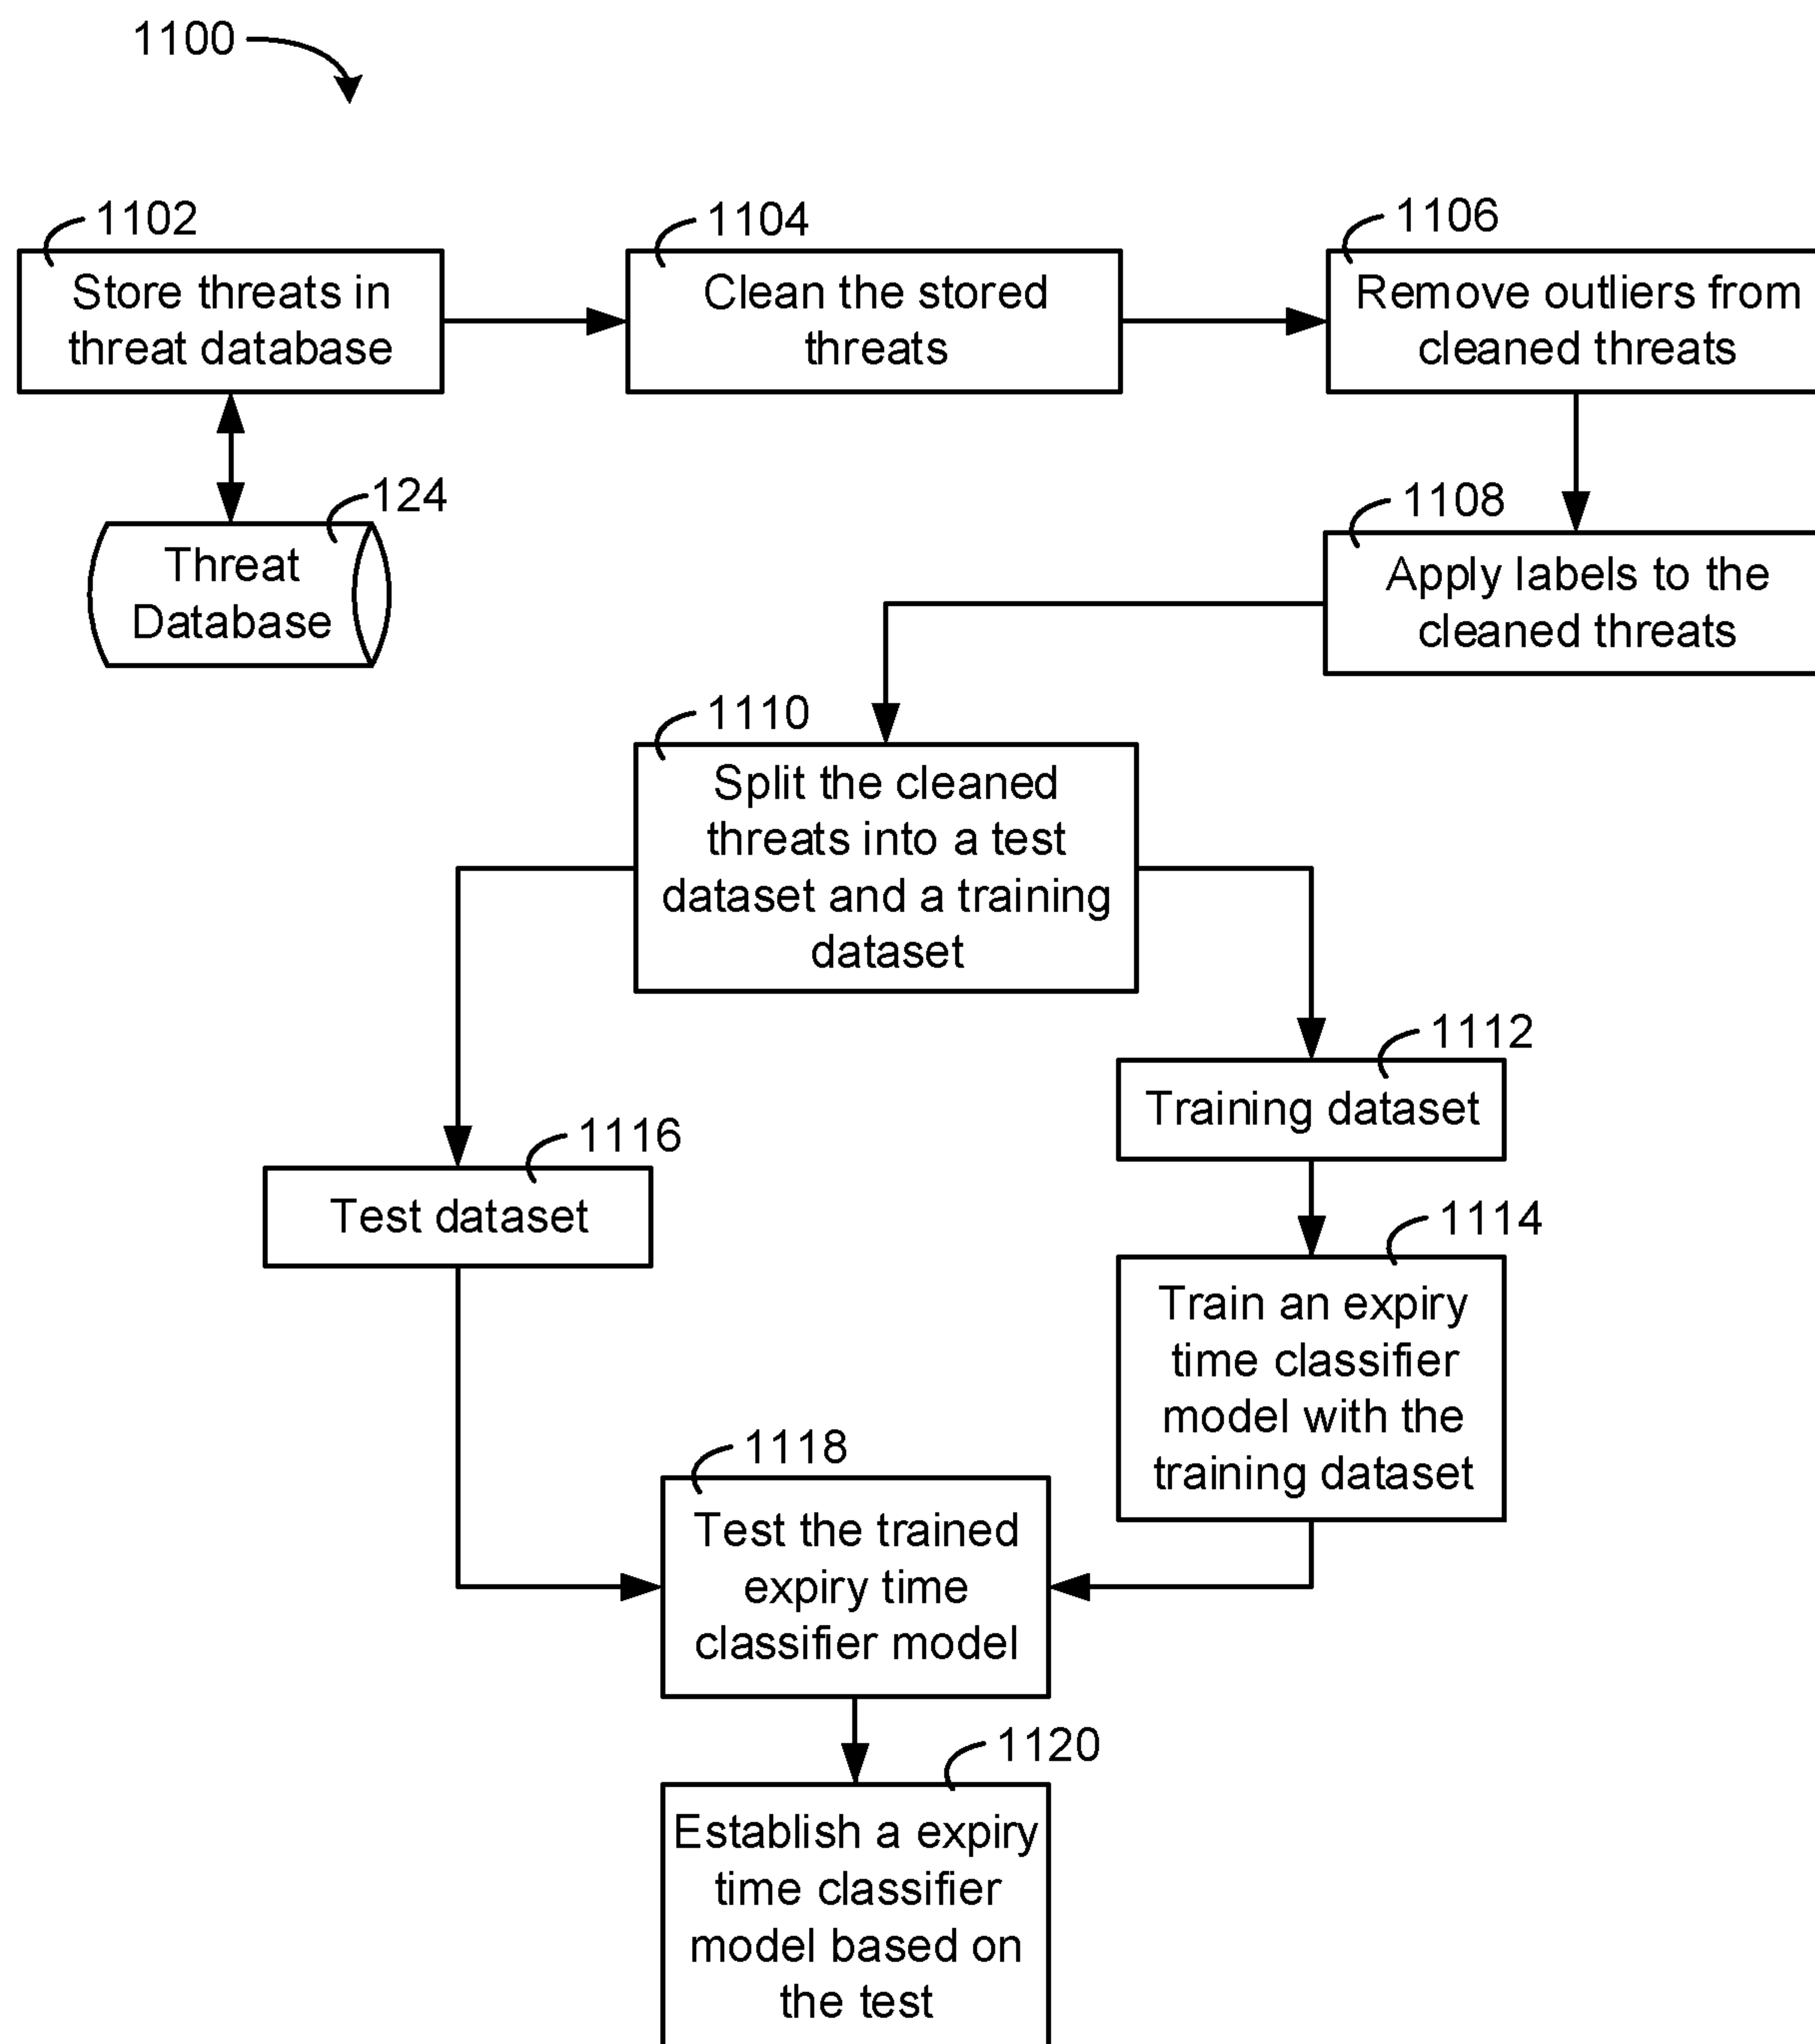 1100
1102
Store threats in
threat database
1104
Clean the stored
threats
1106
Remove outliers from
cleaned threats
124
Threat
Database
1108
Apply labels to the
cleaned threats
1110
Split the cleaned
threats into a test
dataset and a training
dataset
1112
Training dataset
1116
Test dataset
1114
Train an expiry
time classifier
model with the
training dataset
1118
Test the trained
expiry time
classifier model
1120
Establish a expiry
time classifier
model based on
the test